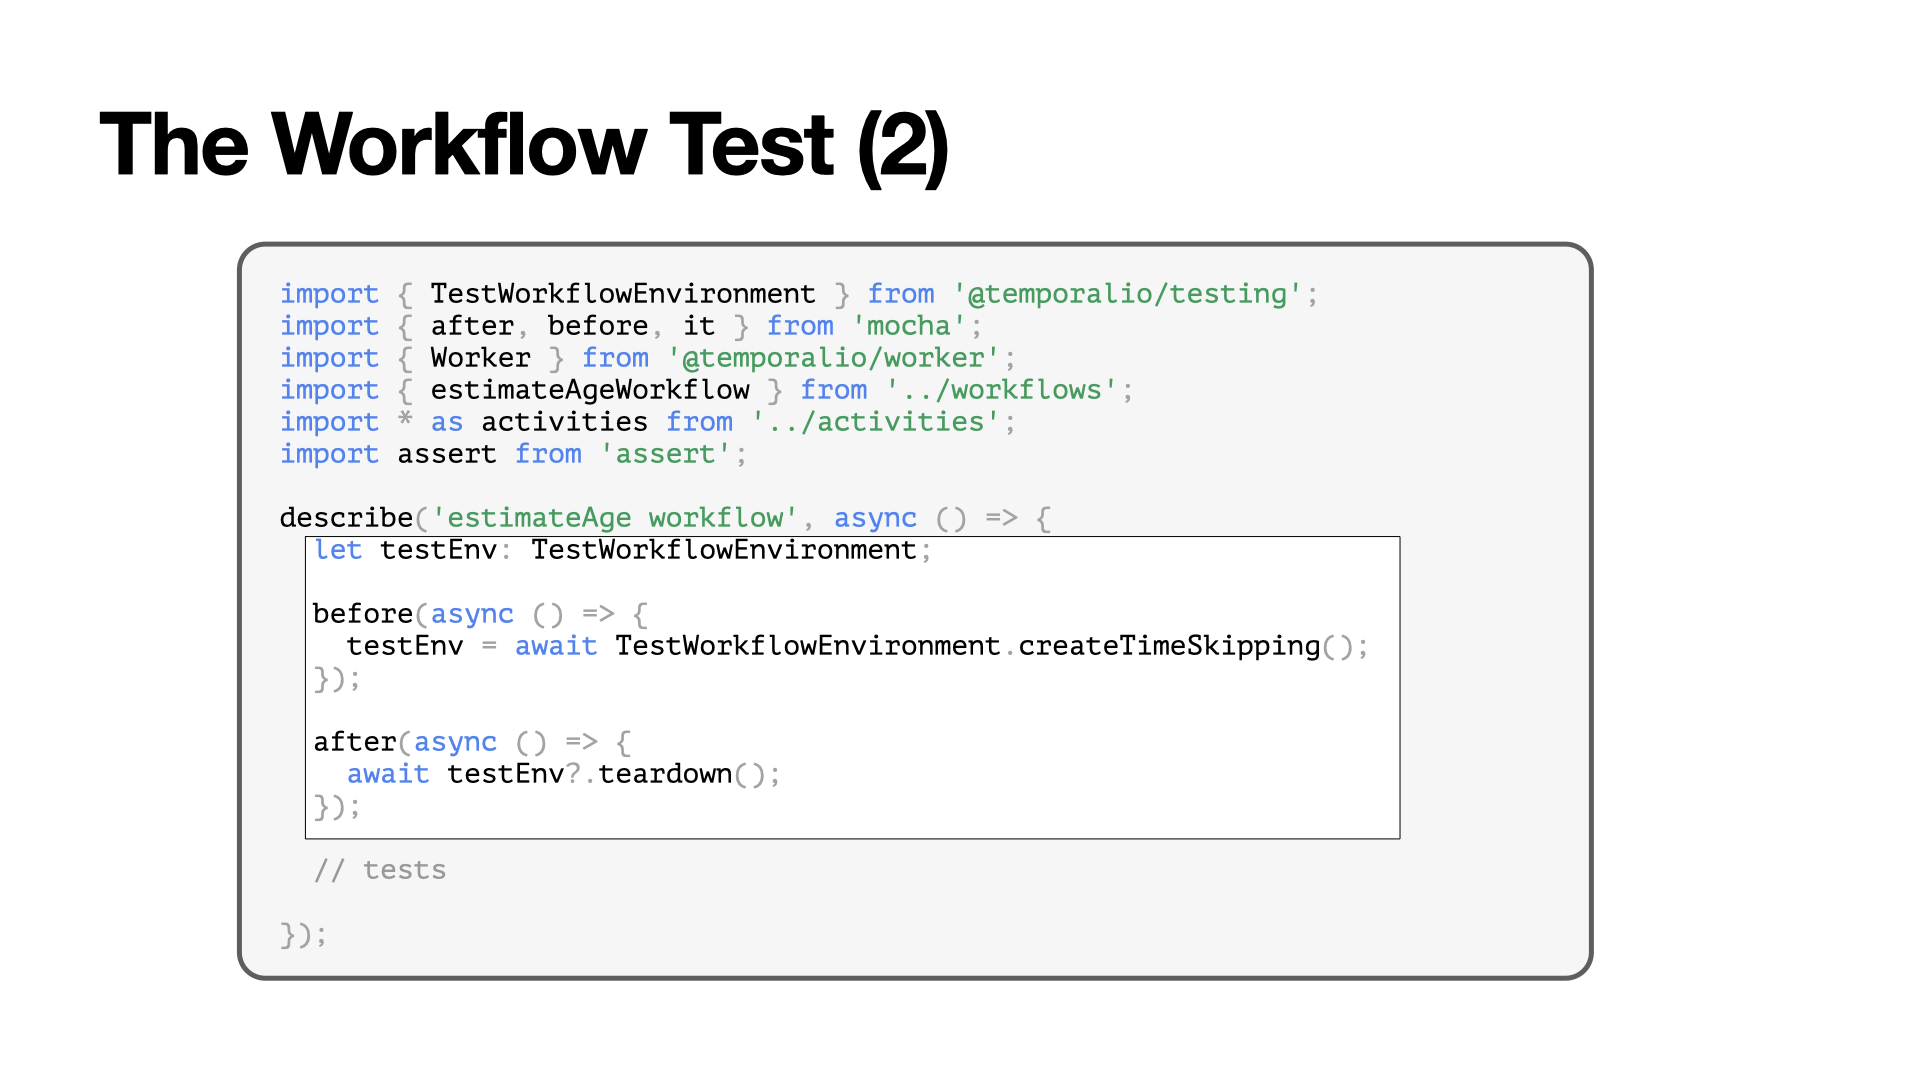 The Workflow Test (2)
import { TestWorkflowEnvironment } from '@temporalio/testing';
import { after, before, it } from 'mocha';
import { Worker } from '@temporalio/worker';
import { estimateAgeWorkflow } from '../workflows';
import * as activities from '../activities';
import assert from 'assert';
describe('estimateAge workflow', async () => {
  let testEnv: TestWorkflowEnvironment;
  before(async () => {
    testEnv = await TestWorkflowEnvironment.createTimeSkipping();
  });
  after(async () => {
    await testEnv?.teardown();
  });
  // tests
});